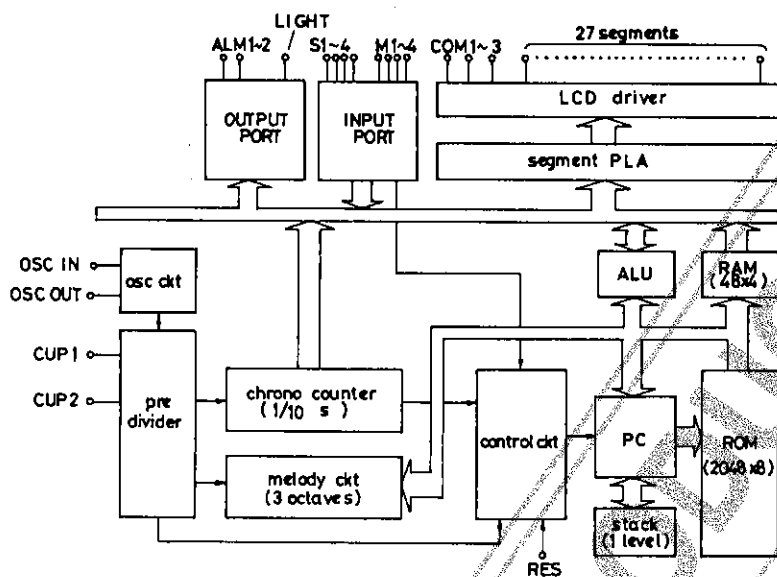 LIGHT
ALM1~2 S1~4 M1~4 COM1~3 27 segments
OUTPUT PORT
INPUT PORT
LCD driver
segment PLA
OSC IN
OSC OUT
osc ckt
ALU
RAM
(48x4)
CUP1
CUP2
pre
divider
chrono counter
(1/10 s)
melody ckt
(3 octaves)
control ckt
PC
ROM
(2048x8)
stack
(1 level)
RES